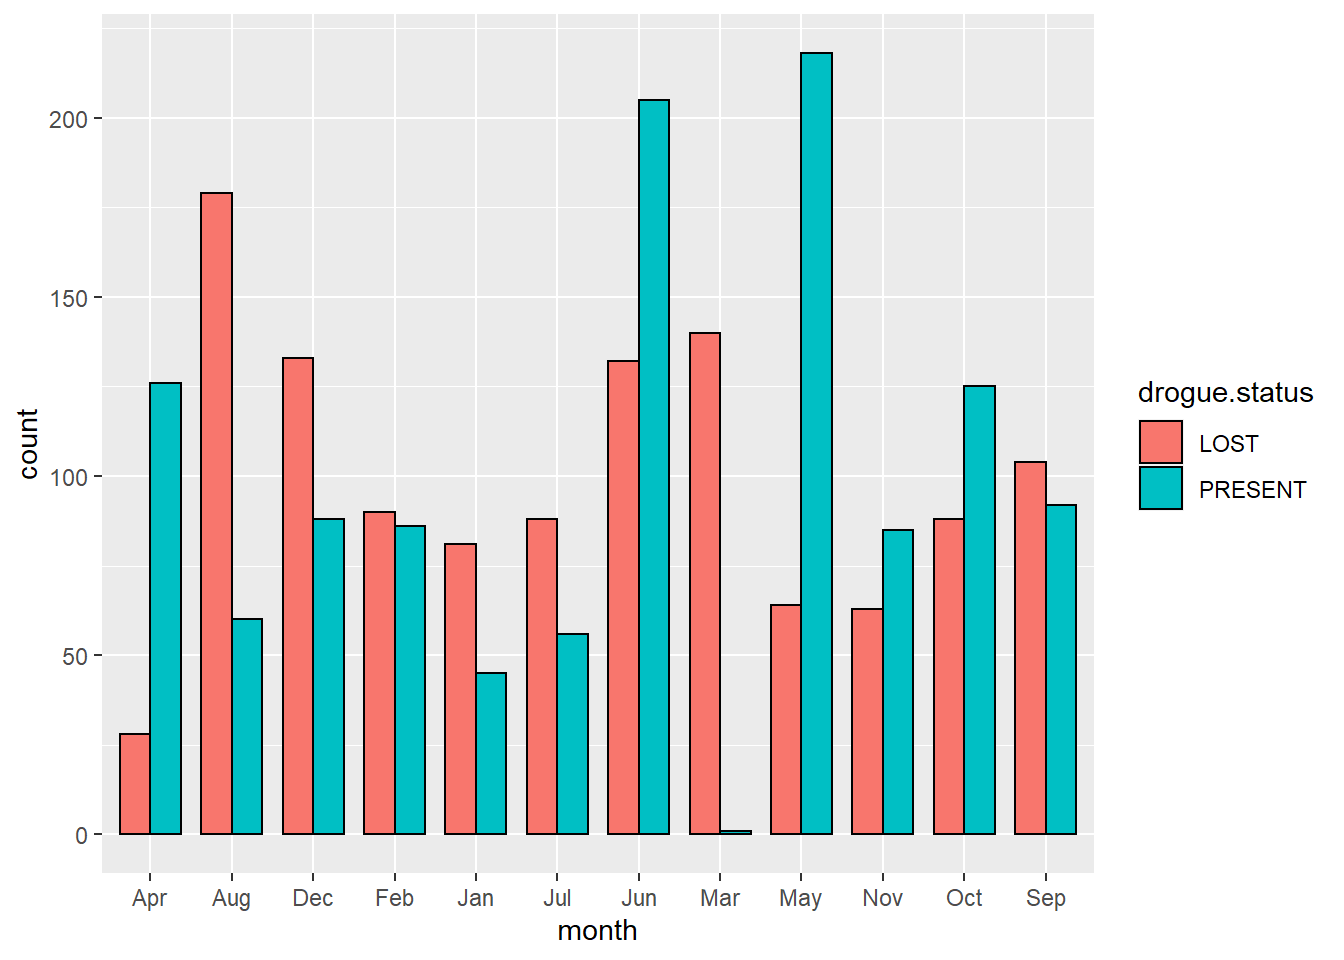 200
150
100
50
0
count
Apr Aug Dec Feb Jan Jul Jun Mar May Nov Oct Sep
month
drogue.status
LOST
PRESENT